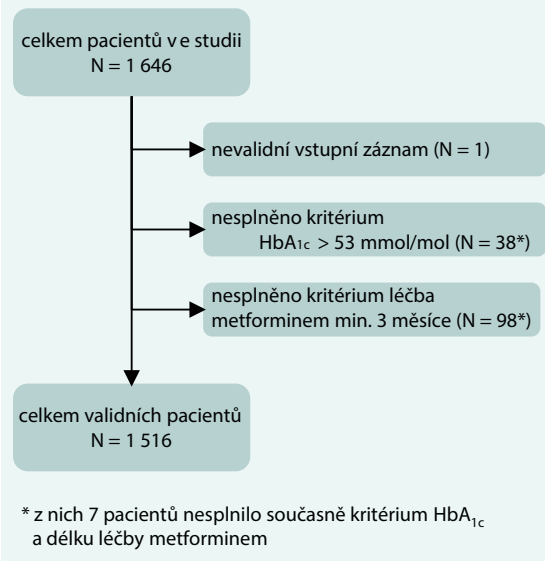 celkem pacientů ve studii
N = 1 646
nevalidní vstupní záznam (N = 1)
nesplněno kritérium
HbA1c > 53 mmol/mol (N = 38*)
nesplněno kritérium léčba
metforminem min. 3 měsíce (N = 98*)
celkem validních pacientů
N = 1 516
* z nich 7 pacientů nesplnilo současně kritérium HbA1c
a délku léčby metforminem